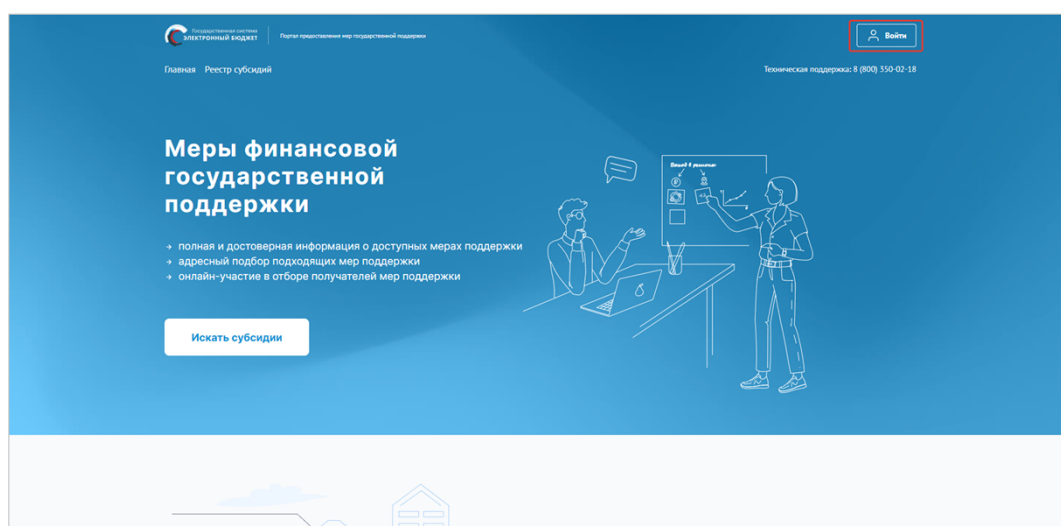 Государственная система
ЭЛЕКТРОННЫЙ БЮДЖЕТ
Портал предоставления мер государственной поддержки
Войти
Главная Реестр субсидий
Техническая поддержка: 8 (800) 350-02-18
Меры финансовой
государственной
поддержки
→ полная и достоверная информация о доступных мерах поддержки
→ адресный подбор подходящих мер поддержки
→ онлайн-участие в отборе получателей мер поддержки
Искать субсидии